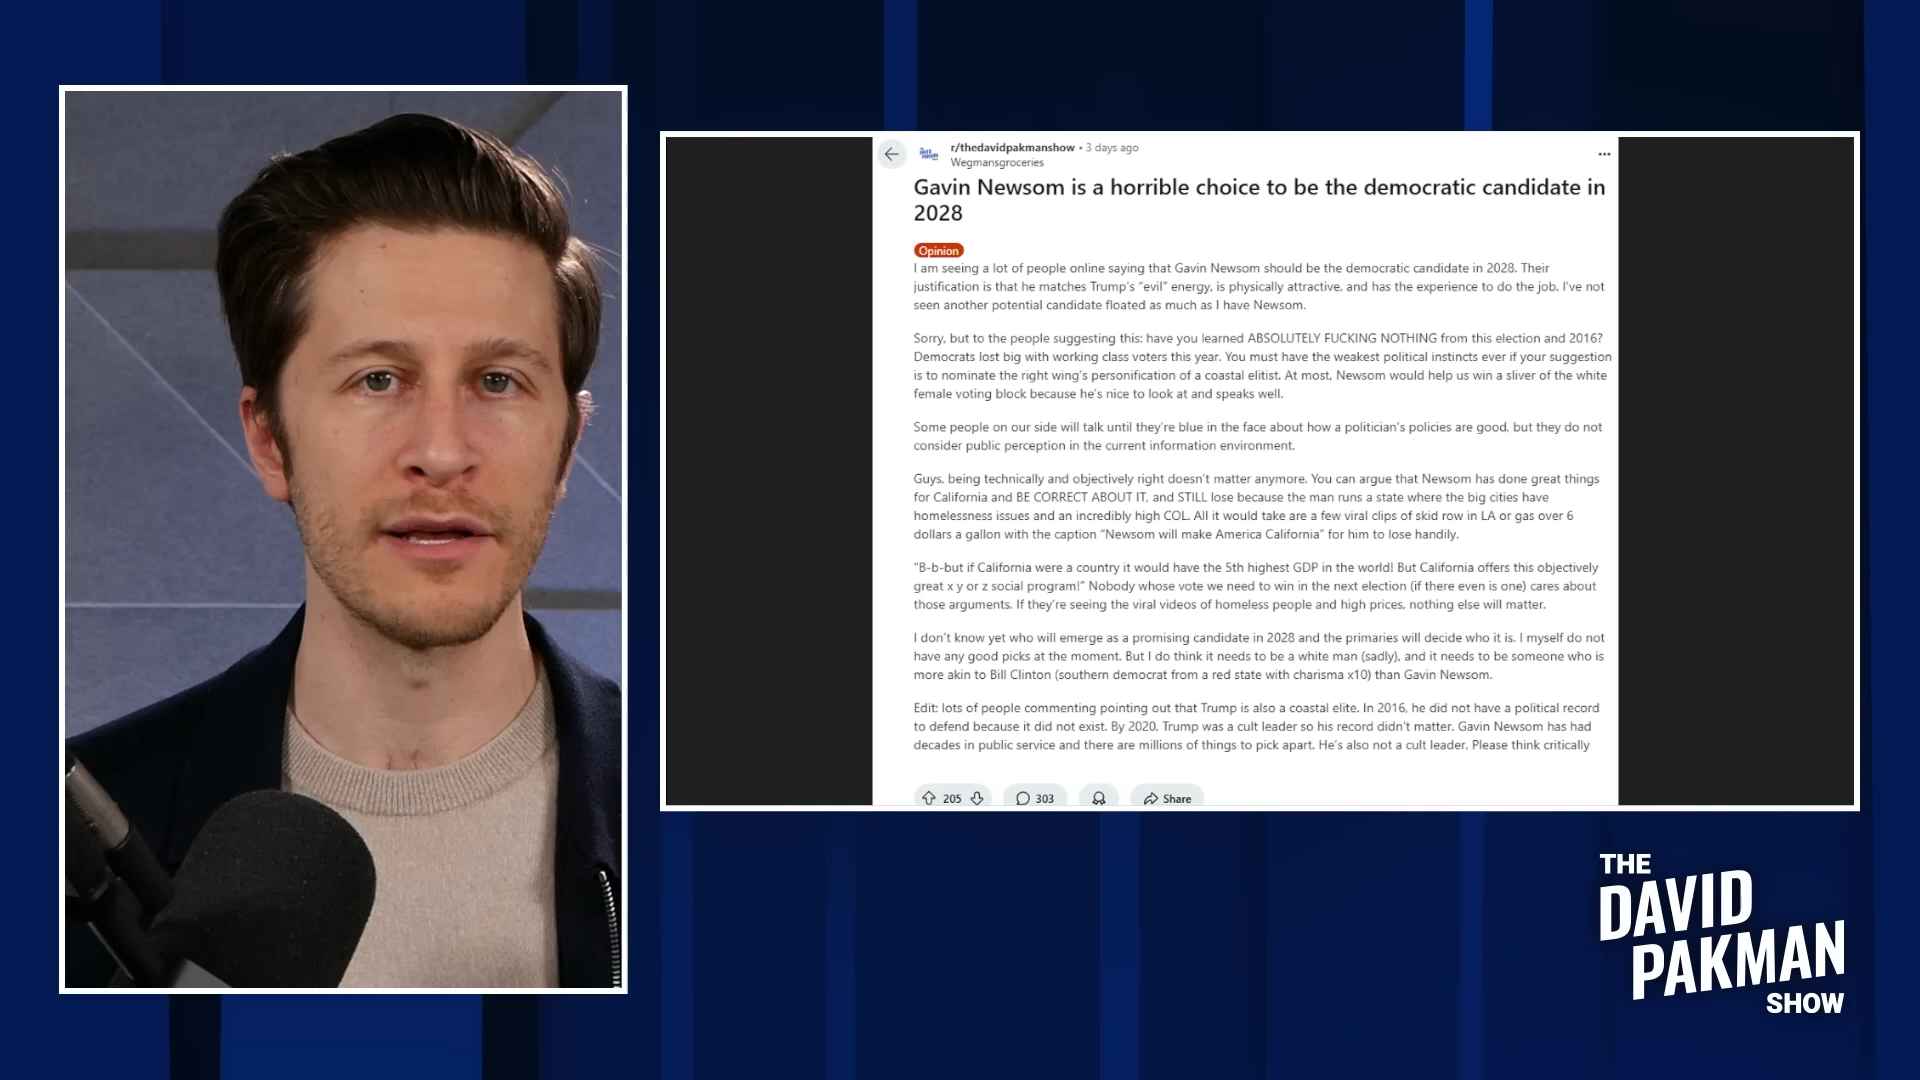 r/thedavidpakmanshow • 3 days ago
Wegmansgroceries
Gavin Newsom is a horrible choice to be the democratic candidate in
2028
Opinion
I am seeing a lot of people online saying that Gavin Newsom should be the democratic candidate in 2028. Their
justification is that he matches Trump's "evil" energy, is physically attractive, and has the experience to do the job. I've not
seen another potential candidate floated as much as I have Newsom.
Sorry, but to the people suggesting this: have you learned ABSOLUTELY FUCKING NOTHING from this election and 2016?
Democrats lost big with working class voters this year. You must have the weakest political instincts ever if your suggestion
is to nominate the right wing's personification of a coastal elitist. At most, Newsom would help us win a sliver of the white
female voting block because he's nice to look at and speaks well.
Some people on our side will talk until they're blue in the face about how a politician's policies are good, but they do not
consider public perception in the current information environment.
Guys, being technically and objectively right doesn't matter anymore. You can argue that Newsom has done great things
for California and BE CORRECT ABOUT IT, and STILL lose because the man runs a state where the big cities have
homelessness issues and an incredibly high COL. All it would take are a few viral clips of skid row in LA or gas over 6
dollars a gallon with the caption "Newsom will make America California" for him to lose handily.
"B-b-but if California were a country it would have the 5th highest GDP in the world! But California offers this objectively
great x y or z social program!" Nobody whose vote we need to win in the next election (if there even is one) cares about
those arguments. If they're seeing the viral videos of homeless people and high prices, nothing else will matter.
I don't know yet who will emerge as a promising candidate in 2028 and the primaries will decide who it is. I myself do not
have any good picks at the moment. But I do think it needs to be a white man (sadly), and it needs to be someone who is
more akin to Bill Clinton (southern democrat from a red state with charisma x10) than Gavin Newsom.
Edit: lots of people commenting pointing out that Trump is also a coastal elite. In 2016, he did not have a political record
to defend because it did not exist. By 2020, Trump was a cult leader so his record didn't matter. Gavin Newsom has had
decades in public service and there are millions of things to pick apart. He's also not a cult leader. Please think critically
205 303 Share
THE
DAVID
PAKMAN
SHOW